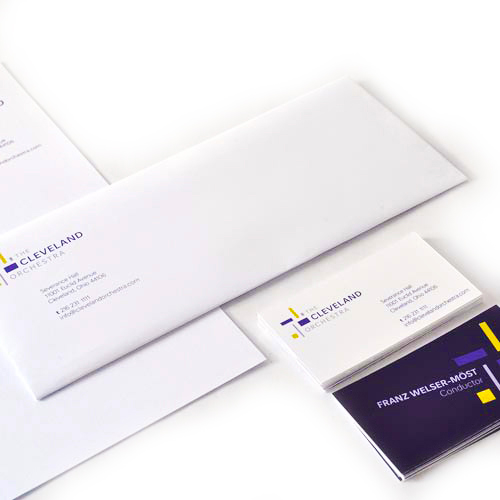 THE
CLEVELAND
ORCHESTRA
Severance Hall
11001 Euclid Avenue
Cleveland, Ohio 44106
t 216 231 1111
info@clevelandorchestra.com
THE
CLEVELAND
ORCHESTRA
Severance Hall
11001 Euclid Avenue
Cleveland, Ohio 44106
t 216 231 1111
info@clevelandorchestra.com
FRANZ WELSER-MÖST
Conductor